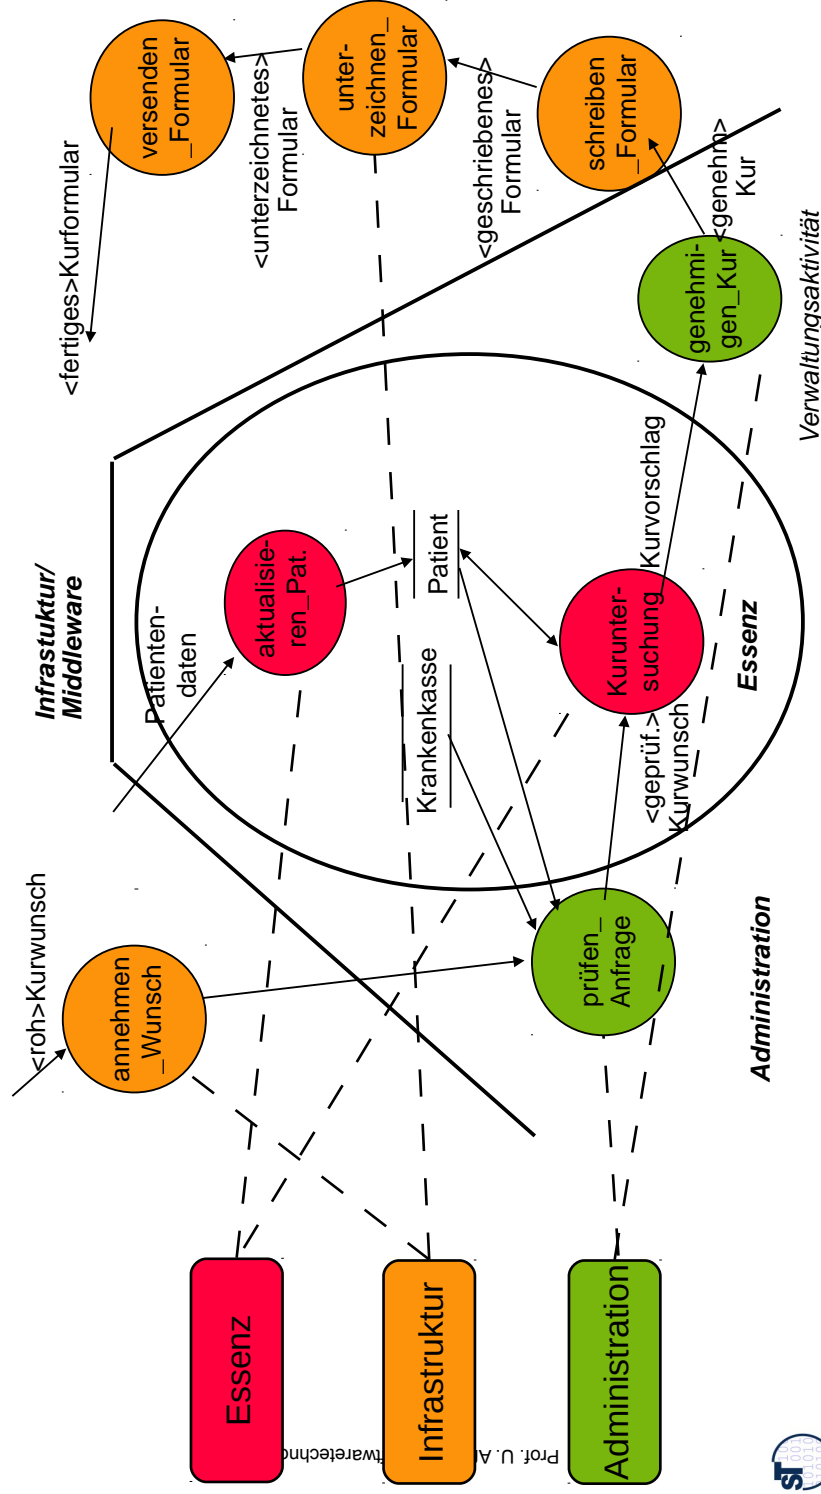 <roh>Kurwunsch
annehmen
_Wunsch
Infrastuktur/
Middleware
Patienten-
daten
aktualisie-
ren_Pat.
<fertiges>Kurformular
versenden
_Formular
<unterzeichnetes>
Formular
unter-
zeichnen_
Formular
<geschriebenes>
Formular
schreiben
_Formular
<genehm>
Kur
genehmi-
gen_Kur
Verwaltungsaktivität
Patient
Krankenkasse
Kurunter-
suchung
Kurvorschlag
<geprüf.>
Kurwunsch
Essenz
prüfen_
Anfrage
Administration
Essenz
Infrastruktur
Administration
Prof. U.
ST